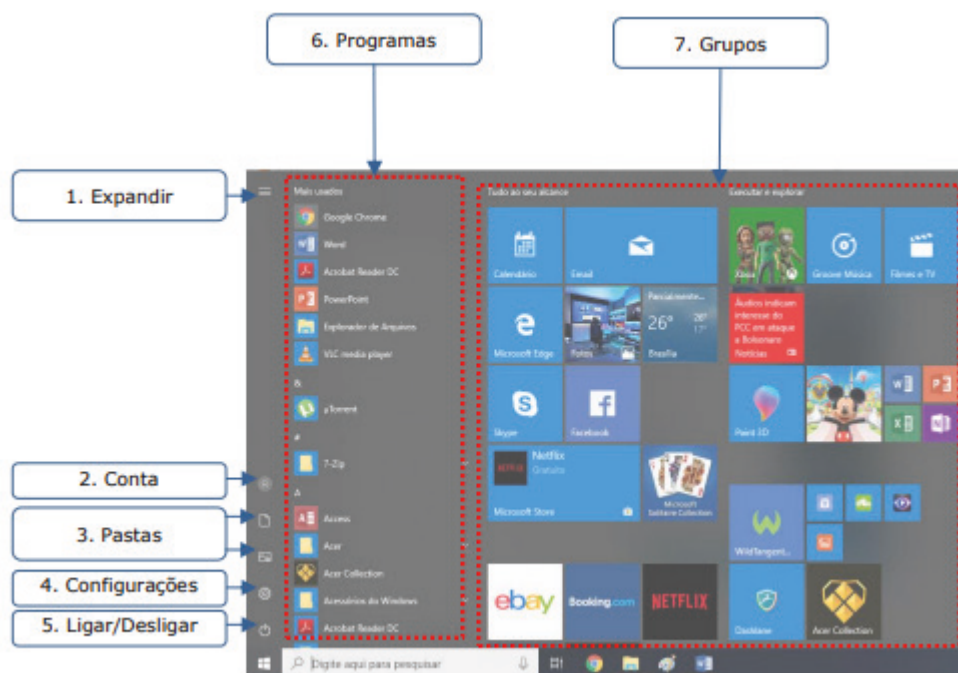 6. Programas
7. Grupos
1. Expandir
2. Conta
3. Pastas
4. Configurações
5. Ligar/Desligar
Mais usados
Google Chrome
Word
Acrobat Reader DC
PowerPoint
Explorador de Arquivos
VLC media player
&
µTorrent
#
7-Zip
A
Access
Acer
Acer Collection
Acessórios do Windows
Acrobat Reader DC
Digite aqui para pesquisar
Tudo ao seu alcance
Calendário
Email
Microsoft Edge
Fotos
Parcialmente...
26° 28°
17°
Brasília
Skype
Facebook
NETFLIX
Netflix
Gratuito
Microsoft Store
Microsoft
Solitaire Collection
ebay
Booking.com
NETFLIX
Executar e explorar
Xbox
Groove Música
Filmes e TV
Áudios indicam
interesse do
PCC em ataque
a Bolsonaro
Notícias
Paint 3D
WildTangent...
Dashlane
Acer Collection